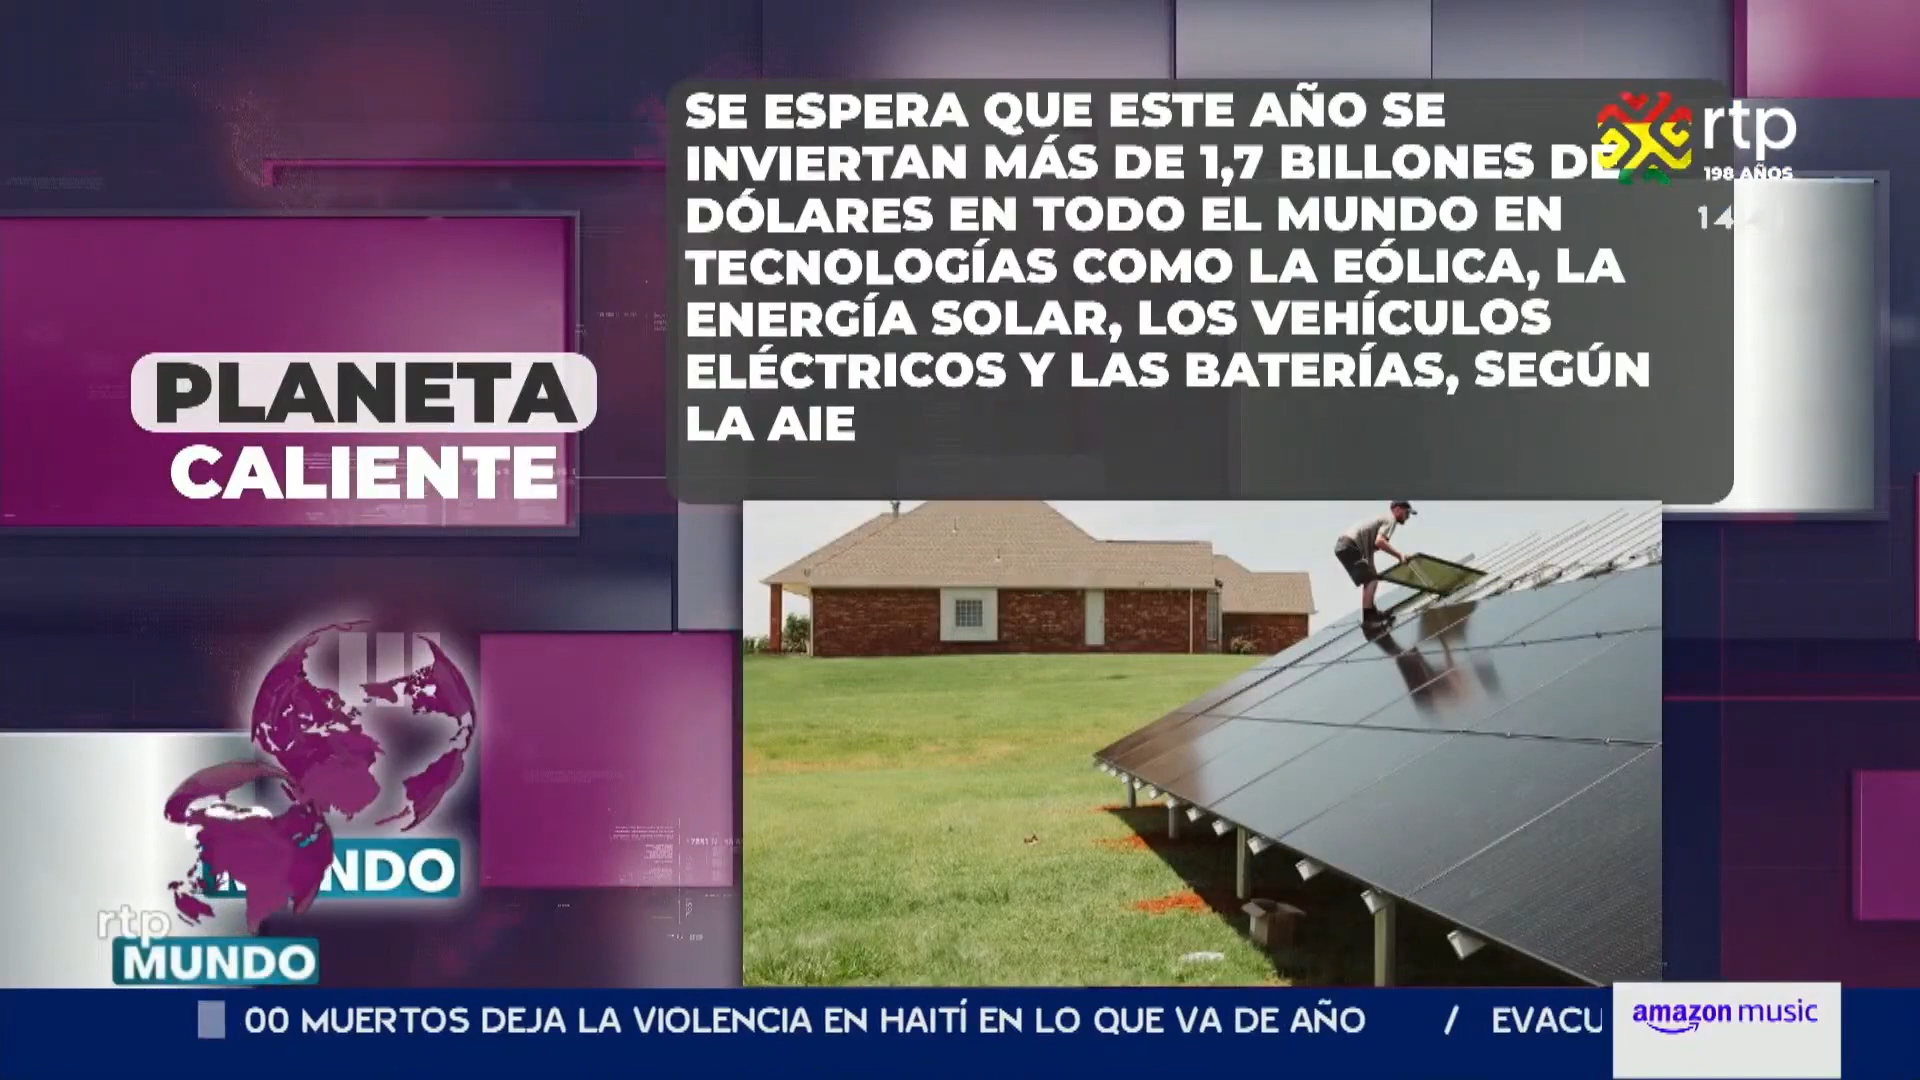 SE ESPERA QUE ESTE AÑO SE
INVIERTAN MÁS DE 1,7 BILLONES DE
DÓLARES EN TODO EL MUNDO EN
TECNOLOGÍAS COMO LA EÓLICA, LA
ENERGÍA SOLAR, LOS VEHÍCULOS
ELÉCTRICOS Y LAS BATERÍAS, SEGÚN
LA AIE
rtp
198 AÑOS
PLANETA
CALIENTE
rtp
MUNDO
00 MUERTOS DEJA LA VIOLENCIA EN HAITÍ EN LO QUE VA DE AÑO / EVACU
amazon music